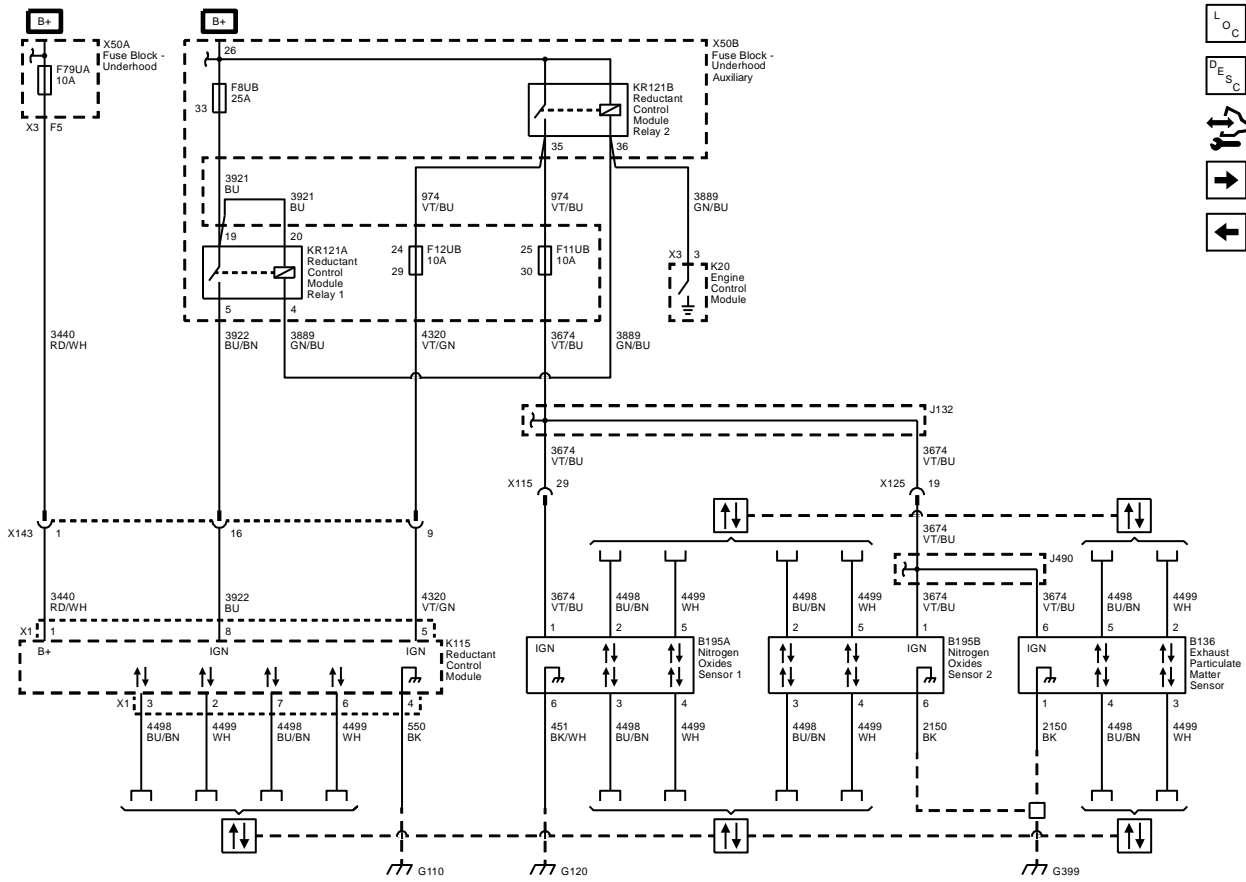 B+
B+
L O C
D E S C
X50A
Fuse Block -
Underhood
X50B
Fuse Block -
Underhood
Auxiliary
26
F79UA
10A
F8UB
25A
33
KR121B
Reductant
Control
Module
Relay 2
X3 F5
35 36
3921
BU
3921
BU
974
VT/BU
974
VT/BU
3889
GN/BU
19 20
KR121A
Reductant
Control
Module
Relay 1
24
29
F12UB
10A
25
30
F11UB
10A
X3 3
K20
Engine
Control
Module
5 4
3440
RD/WH
3922
BU/BN
3889
GN/BU
4320
VT/GN
3674
VT/BU
3889
GN/BU
J132
3674
VT/BU
3674
VT/BU
X115 29
X125 19
X143 1 16 9
3674
VT/BU
J490
3440
RD/WH
3922
BU
4320
VT/GN
3674
VT/BU
4498
BU/BN
4499
WH
4498
BU/BN
4499
WH
3674
VT/BU
3674
VT/BU
4498
BU/BN
4499
WH
X1 1 8 5
B+ IGN IGN
K115
Reductant
Control
Module
1 2 5
IGN
B195A
Nitrogen
Oxides
Sensor 1
2 5 1
IGN
B195B
Nitrogen
Oxides
Sensor 2
6 5 2
IGN
B136
Exhaust
Particulate
Matter
Sensor
X1 3 2 7 6 4
6 3 4
3 4 6
1 4 3
4498
BU/BN
4499
WH
4498
BU/BN
4499
WH
550
BK
451
BK/WH
4498
BU/BN
4499
WH
4498
BU/BN
4499
WH
2150
BK
2150
BK
4498
BU/BN
4499
WH
G110
G120
G399